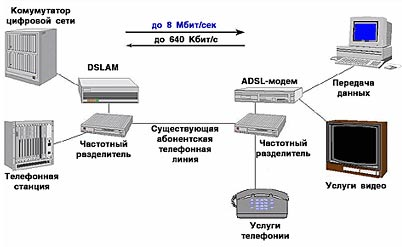 Комумутатор
цифровой сети
до 8 Мбит/сек
до 640 Кбит/с
DSLAM
ADSL-модем
Передача
данных
Частотный
разделитель
Существующая
абонентская
телефонная
линия
Частотный
разделитель
Телефонная
станция
Услуги видео
Услуги
телефонии